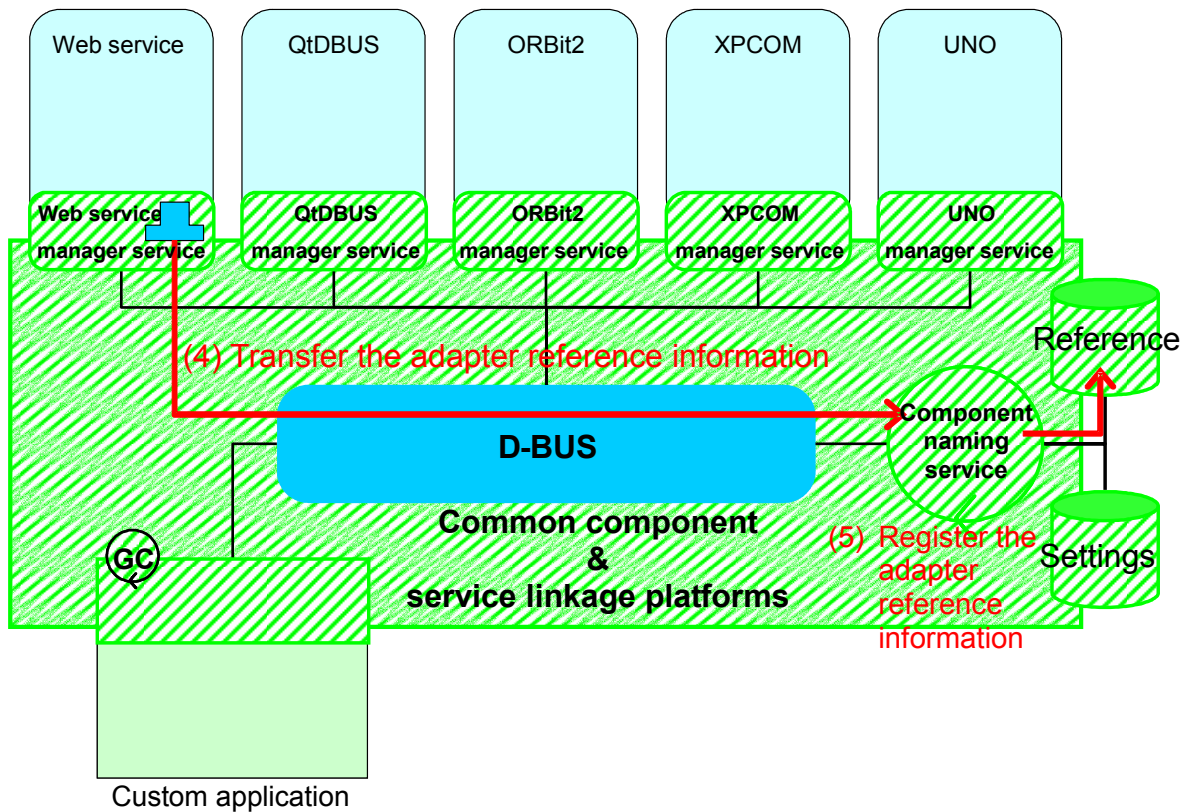 Web service
QtDBUS
ORBit2
XPCOM
UNO
Web service
manager service
QtDBUS
manager service
ORBit2
manager service
XPCOM
manager service
UNO
manager service
Reference
(4) Transfer the adapter reference information
Component
naming
service
D-BUS
Common component
&
service linkage platforms
(5) Register the
adapter
reference
information
Settings
GC
Custom application